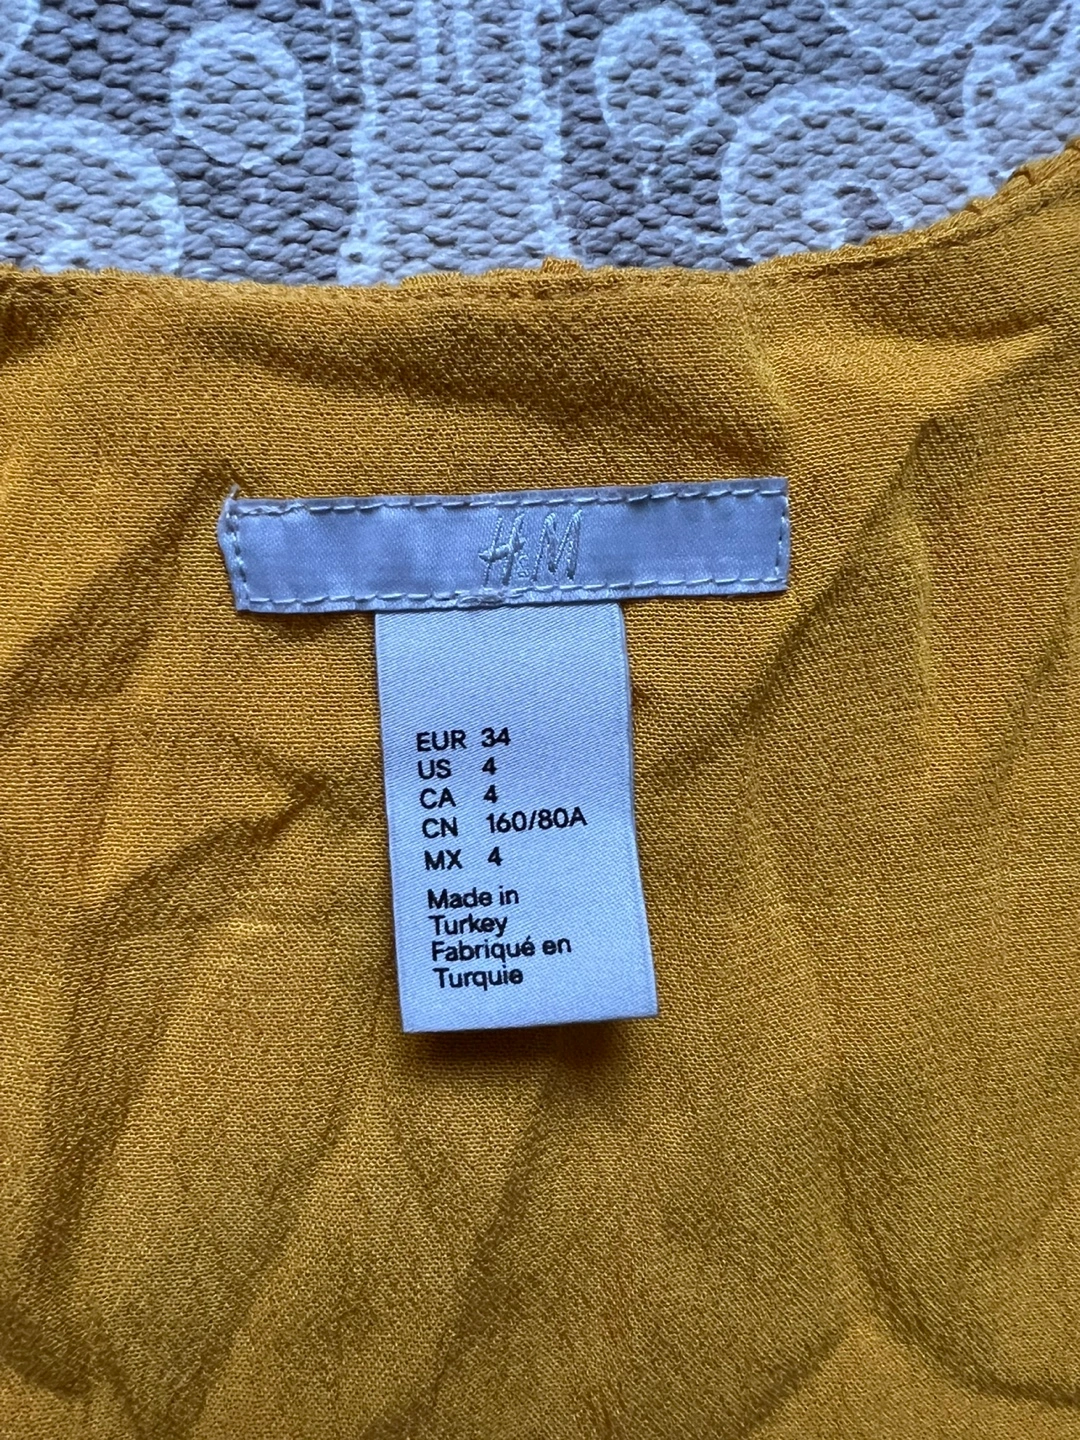 H&M
EUR 34
US 4
CA 4
CN 160/80A
MX 4
Made in
Turkey
Fabriqué en
Turquie